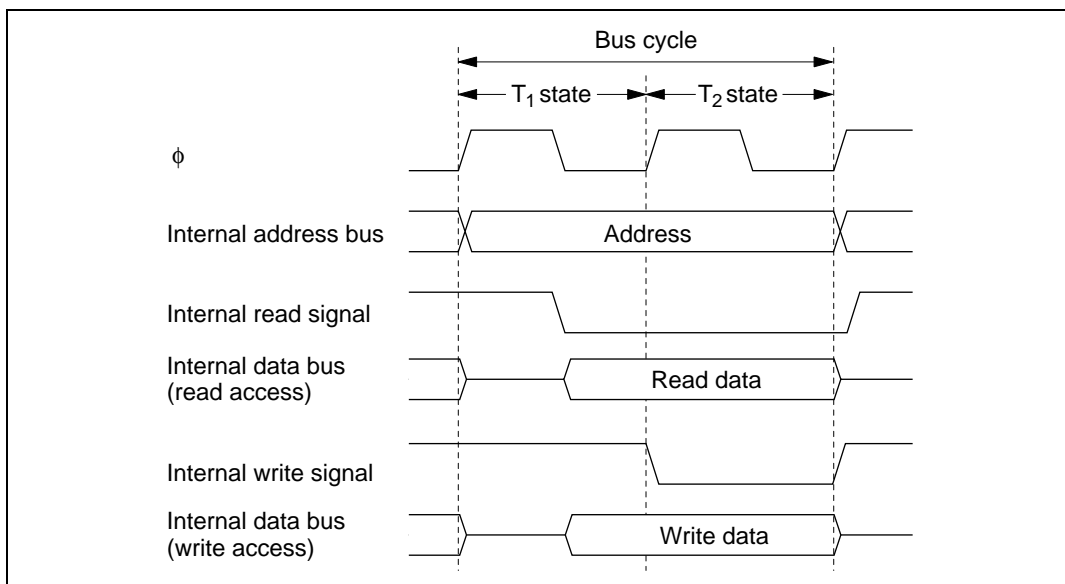 Bus cycle
T₁ state
T₂ state
ϕ
Internal address bus
Address
Internal read signal
Internal data bus
(read access)
Read data
Internal write signal
Internal data bus
(write access)
Write data